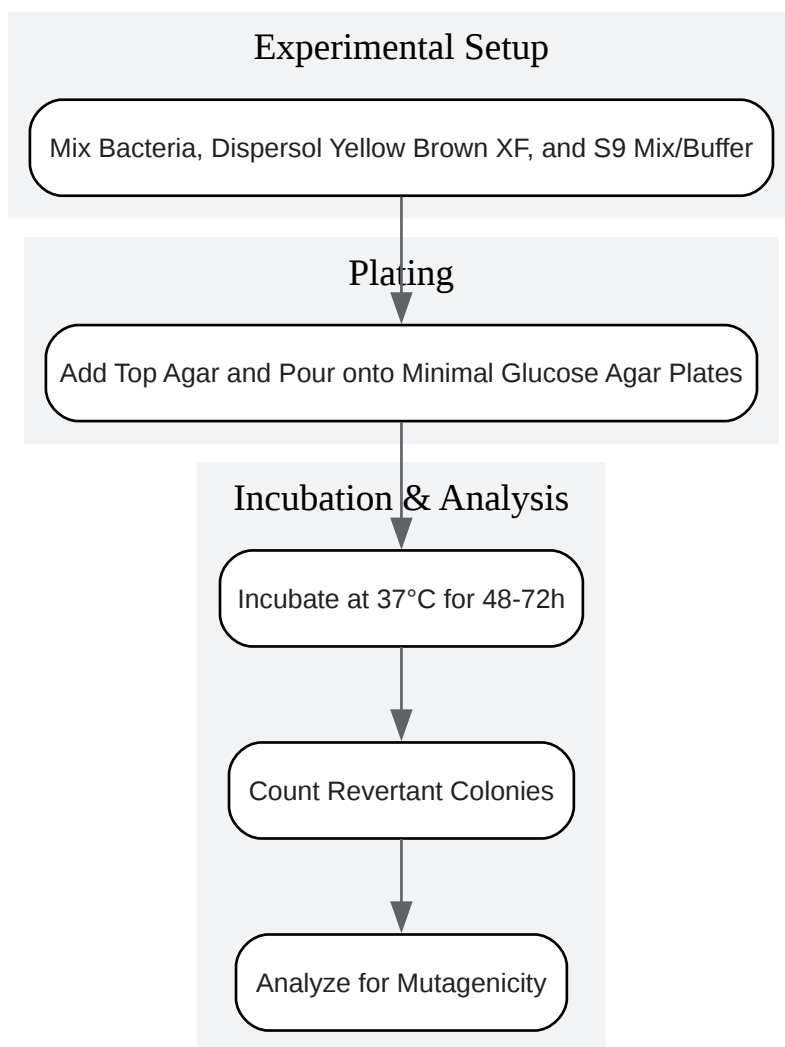 Experimental Setup
Mix Bacteria, Dispersol Yellow Brown XF, and S9 Mix/Buffer
Plating
Add Top Agar and Pour onto Minimal Glucose Agar Plates
Incubation & Analysis
Incubate at 37°C for 48-72h
Count Revertant Colonies
Analyze for Mutagenicity